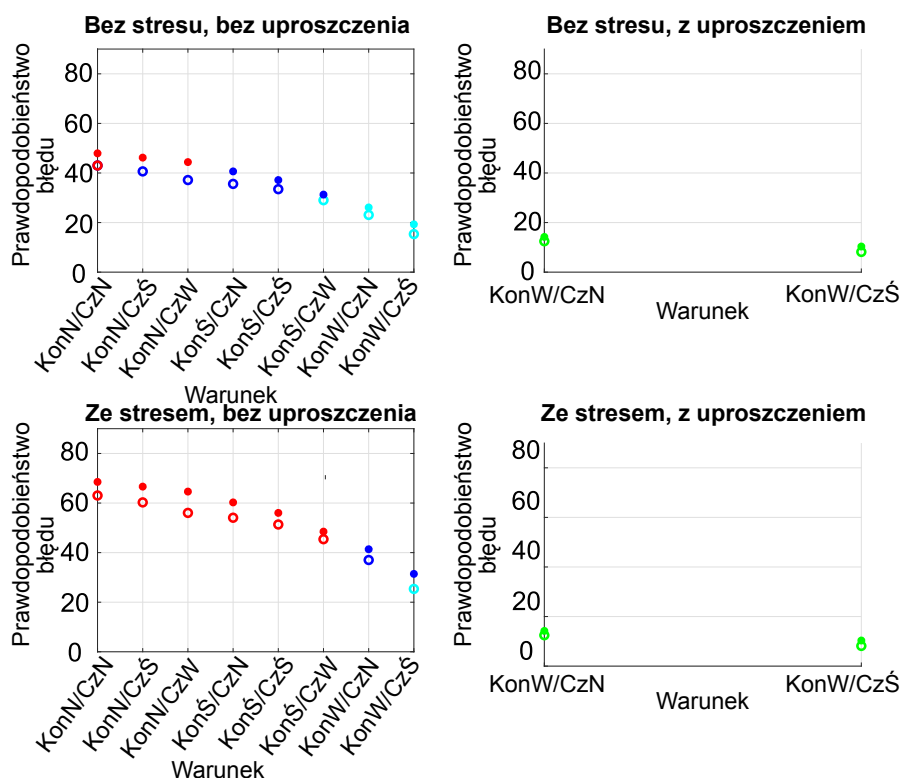 Bez stresu, bez uproszczenia
Prawdopodobieństwo
błędu
80
60
40
20
0
KonN/CzN
KonN/CzŚ
KonN/CzW
KonŚ/CzN
KonŚ/CzŚ
KonŚ/CzW
KonW/CzN
KonW/CzŚ
Warunek
Bez stresu, z uproszczeniem
Prawdopodobieństwo
błędu
80
60
40
20
0
KonW/CzN
KonW/CzŚ
Warunek
Ze stresem, bez uproszczenia
Prawdopodobieństwo
błędu
80
60
40
20
0
KonN/CzN
KonN/CzŚ
KonN/CzW
KonŚ/CzN
KonŚ/CzŚ
KonŚ/CzW
KonW/CzN
KonW/CzŚ
Warunek
Ze stresem, z uproszczeniem
Prawdopodobieństwo
błędu
80
60
40
20
0
KonW/CzN
KonW/CzŚ
Warunek